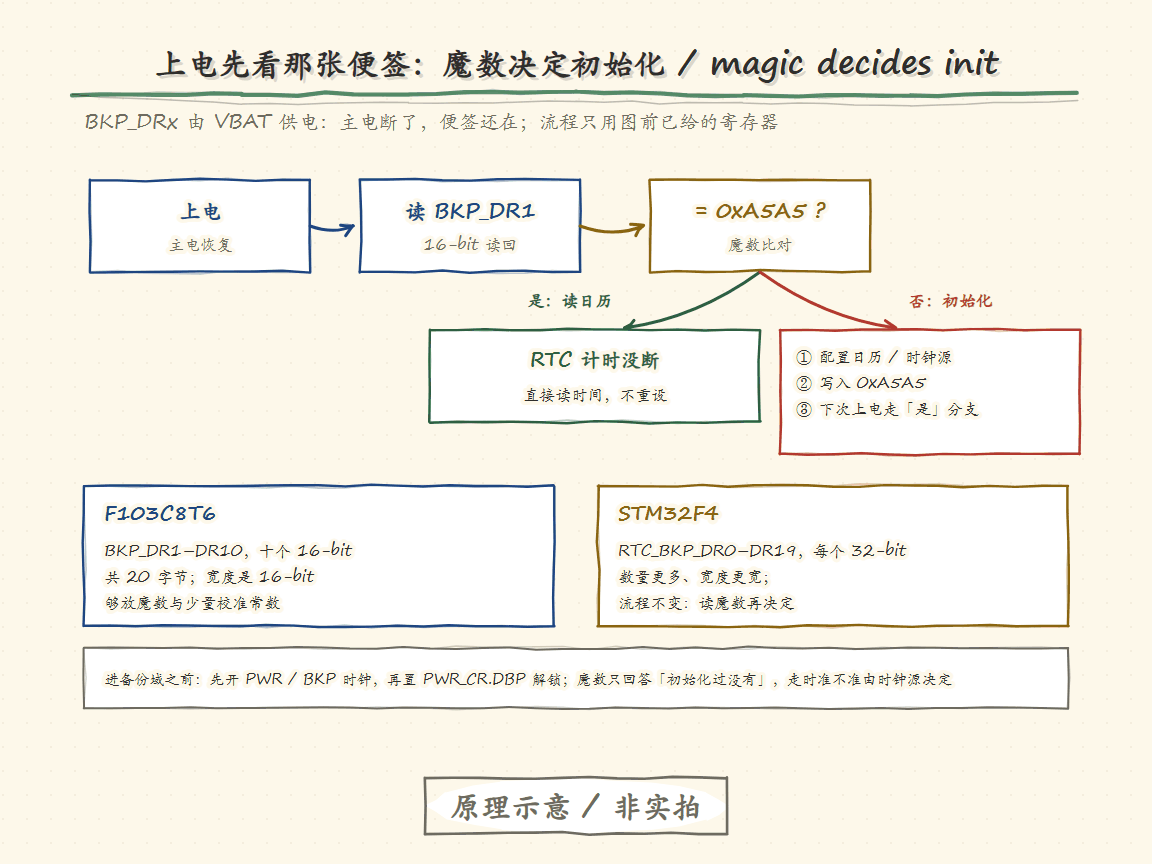 上电先看那张便签：魔数决定初始化 / magic decides init
BKP_DRx 由 VBAT 供电：主电断了，便签还在；流程只用图前已给的寄存器
上电
主电恢复
读 BKP_DR1
16-bit 读回
= 0xA5A5 ?
魔数比对
是：读日历
否：初始化
RTC 计时没断
直接读时间，不重设
① 配置日历 / 时钟源
② 写入 0xA5A5
③ 下次上电走「是」分支
F103C8T6
BKP_DR1–DR10，十个 16-bit
共 20 字节；宽度是 16-bit
够放魔数与少量校准常数
STM32F4
RTC_BKP_DR0–DR19，每个 32-bit
数量更多、宽度更宽；
流程不变：读魔数再决定
进备份域之前：先开 PWR / BKP 时钟，再置 PWR_CR.DBP 解锁；魔数只回答「初始化过没有」，走时准不准由时钟源决定
原理示意 / 非实拍